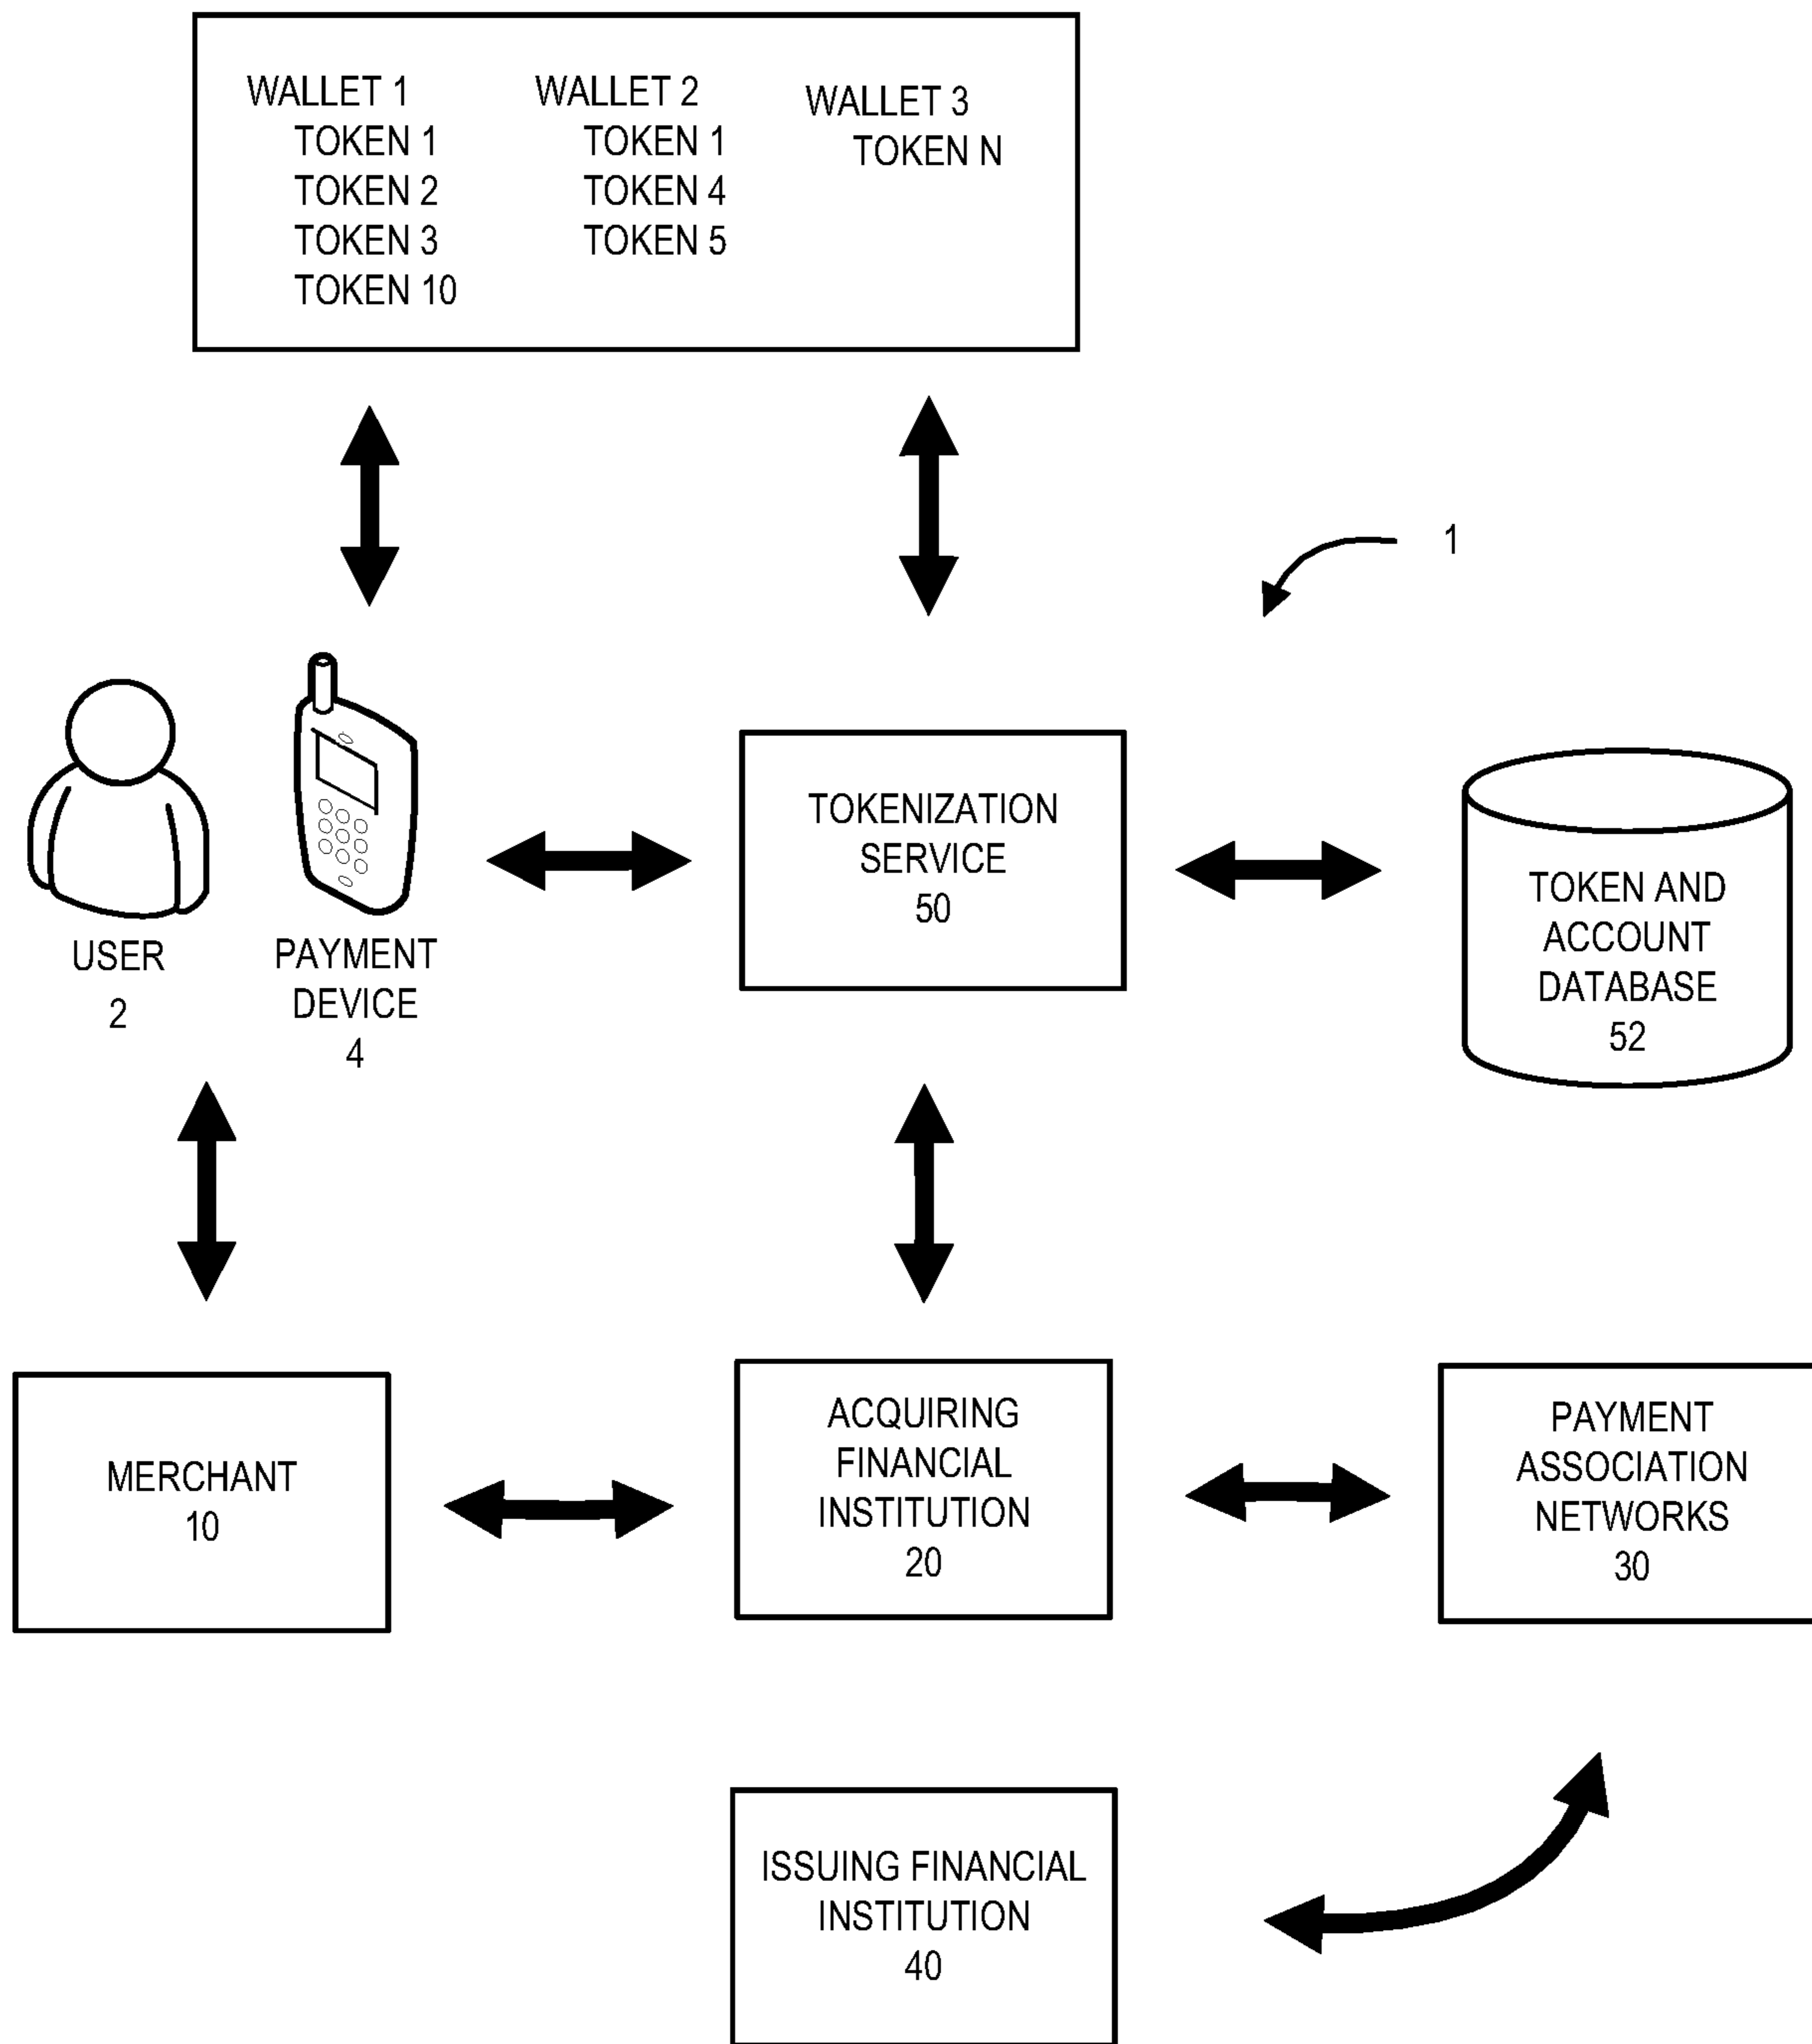 WALLET 1
TOKEN 1
TOKEN 2
TOKEN 3
TOKEN 10
WALLET 2
TOKEN 1
TOKEN 4
TOKEN 5
WALLET 3
TOKEN N
1
USER
2
PAYMENT
DEVICE
4
TOKENIZATION
SERVICE
50
TOKEN AND
ACCOUNT
DATABASE
52
MERCHANT
10
ACQUIRING
FINANCIAL
INSTITUTION
20
PAYMENT
ASSOCIATION
NETWORKS
30
ISSUING FINANCIAL
INSTITUTION
40